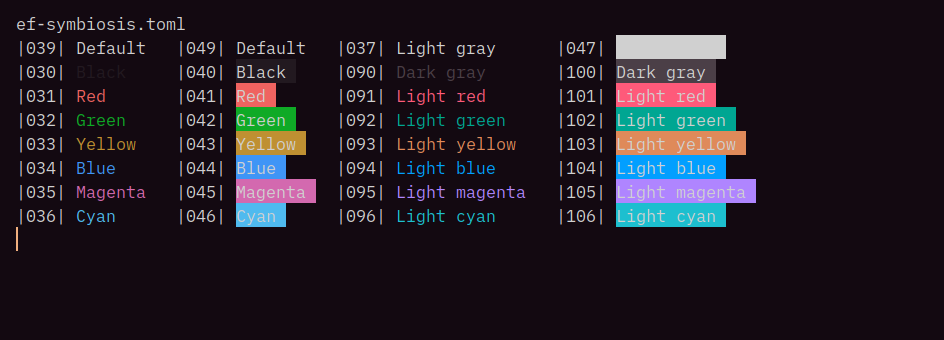 ef-symbiosis.toml
|039| Default |049| Default |037| Light gray |047|
|030| Black |040| Black |090| Dark gray |100| Dark gray
|031| Red |041| Red |091| Light red |101| Light red
|032| Green |042| Green |092| Light green |102| Light green
|033| Yellow |043| Yellow |093| Light yellow |103| Light yellow
|034| Blue |044| Blue |094| Light blue |104| Light blue
|035| Magenta |045| Magenta |095| Light magenta |105| Light magenta
|036| Cyan |046| Cyan |096| Light cyan |106| Light cyan